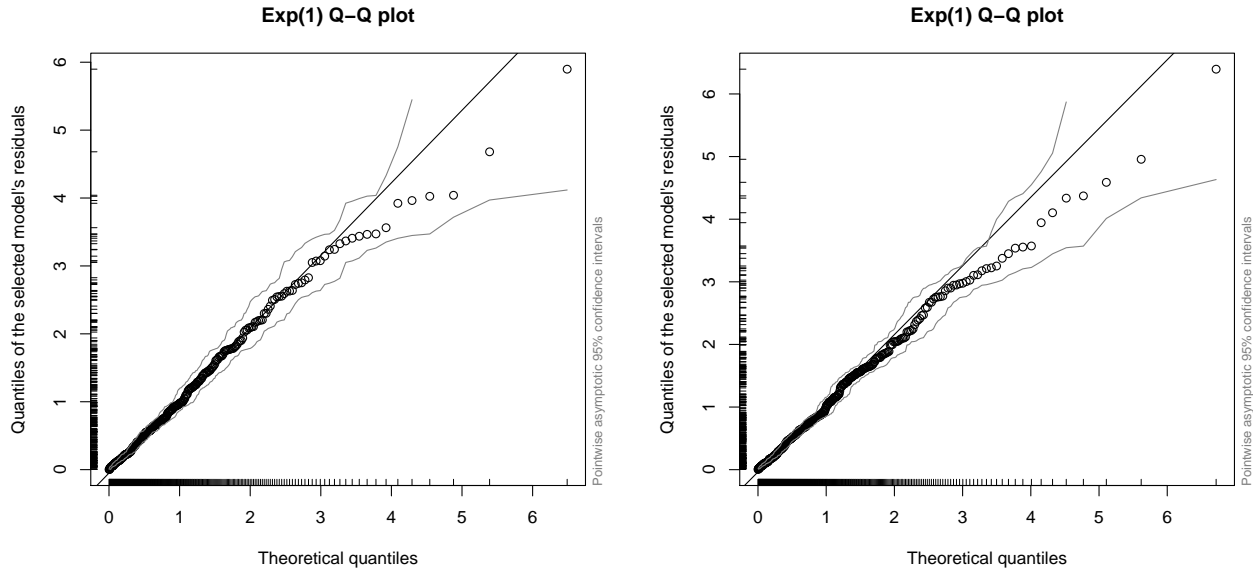 Exp(1) Q−Q plot
Quantiles of the selected model's residuals
6
5
4
3
2
1
0
0 1 2 3 4 5 6
Theoretical quantiles
Pointwise asymptotic 95% confidence intervals
Exp(1) Q−Q plot
Quantiles of the selected model's residuals
6
5
4
3
2
1
0
0 1 2 3 4 5 6
Theoretical quantiles
Pointwise asymptotic 95% confidence intervals